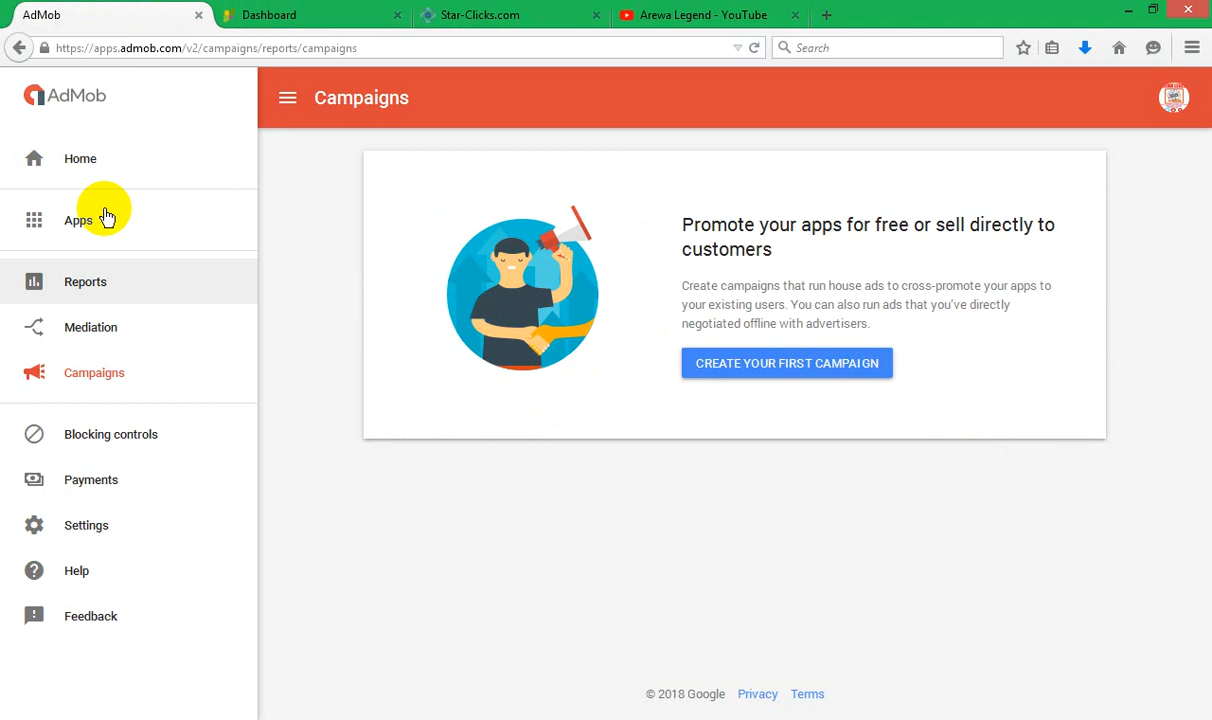 AdMob
Dashboard
Star-Clicks.com
Arewa Legend - YouTube
https://apps.admob.com/v2/campaigns/reports/campaigns
Search
AdMob
Campaigns
Home
Apps
Reports
Mediation
Campaigns
Blocking controls
Payments
Settings
Help
Feedback
Promote your apps for free or sell directly to
customers
Create campaigns that run house ads to cross-promote your apps to
your existing users. You can also run ads that you've directly
negotiated offline with advertisers.
CREATE YOUR FIRST CAMPAIGN
© 2018 Google Privacy Terms